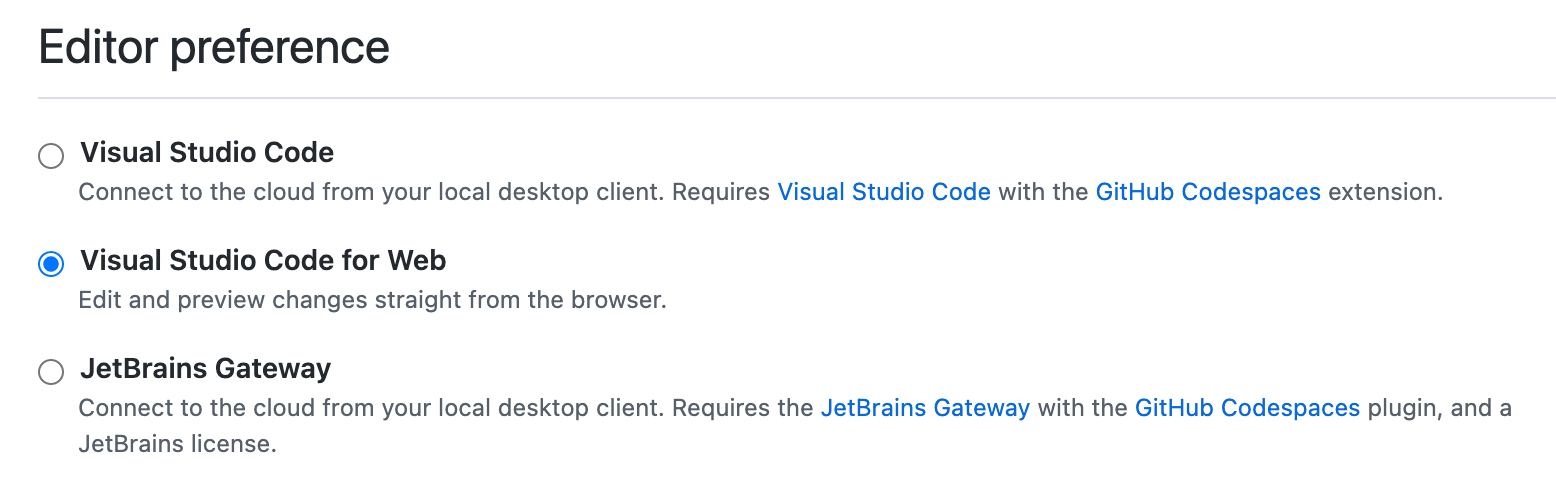 Editor preference
Visual Studio Code
Connect to the cloud from your local desktop client. Requires Visual Studio Code with the GitHub Codespaces extension.
Visual Studio Code for Web
Edit and preview changes straight from the browser.
JetBrains Gateway
Connect to the cloud from your local desktop client. Requires the JetBrains Gateway with the GitHub Codespaces plugin, and a
JetBrains license.